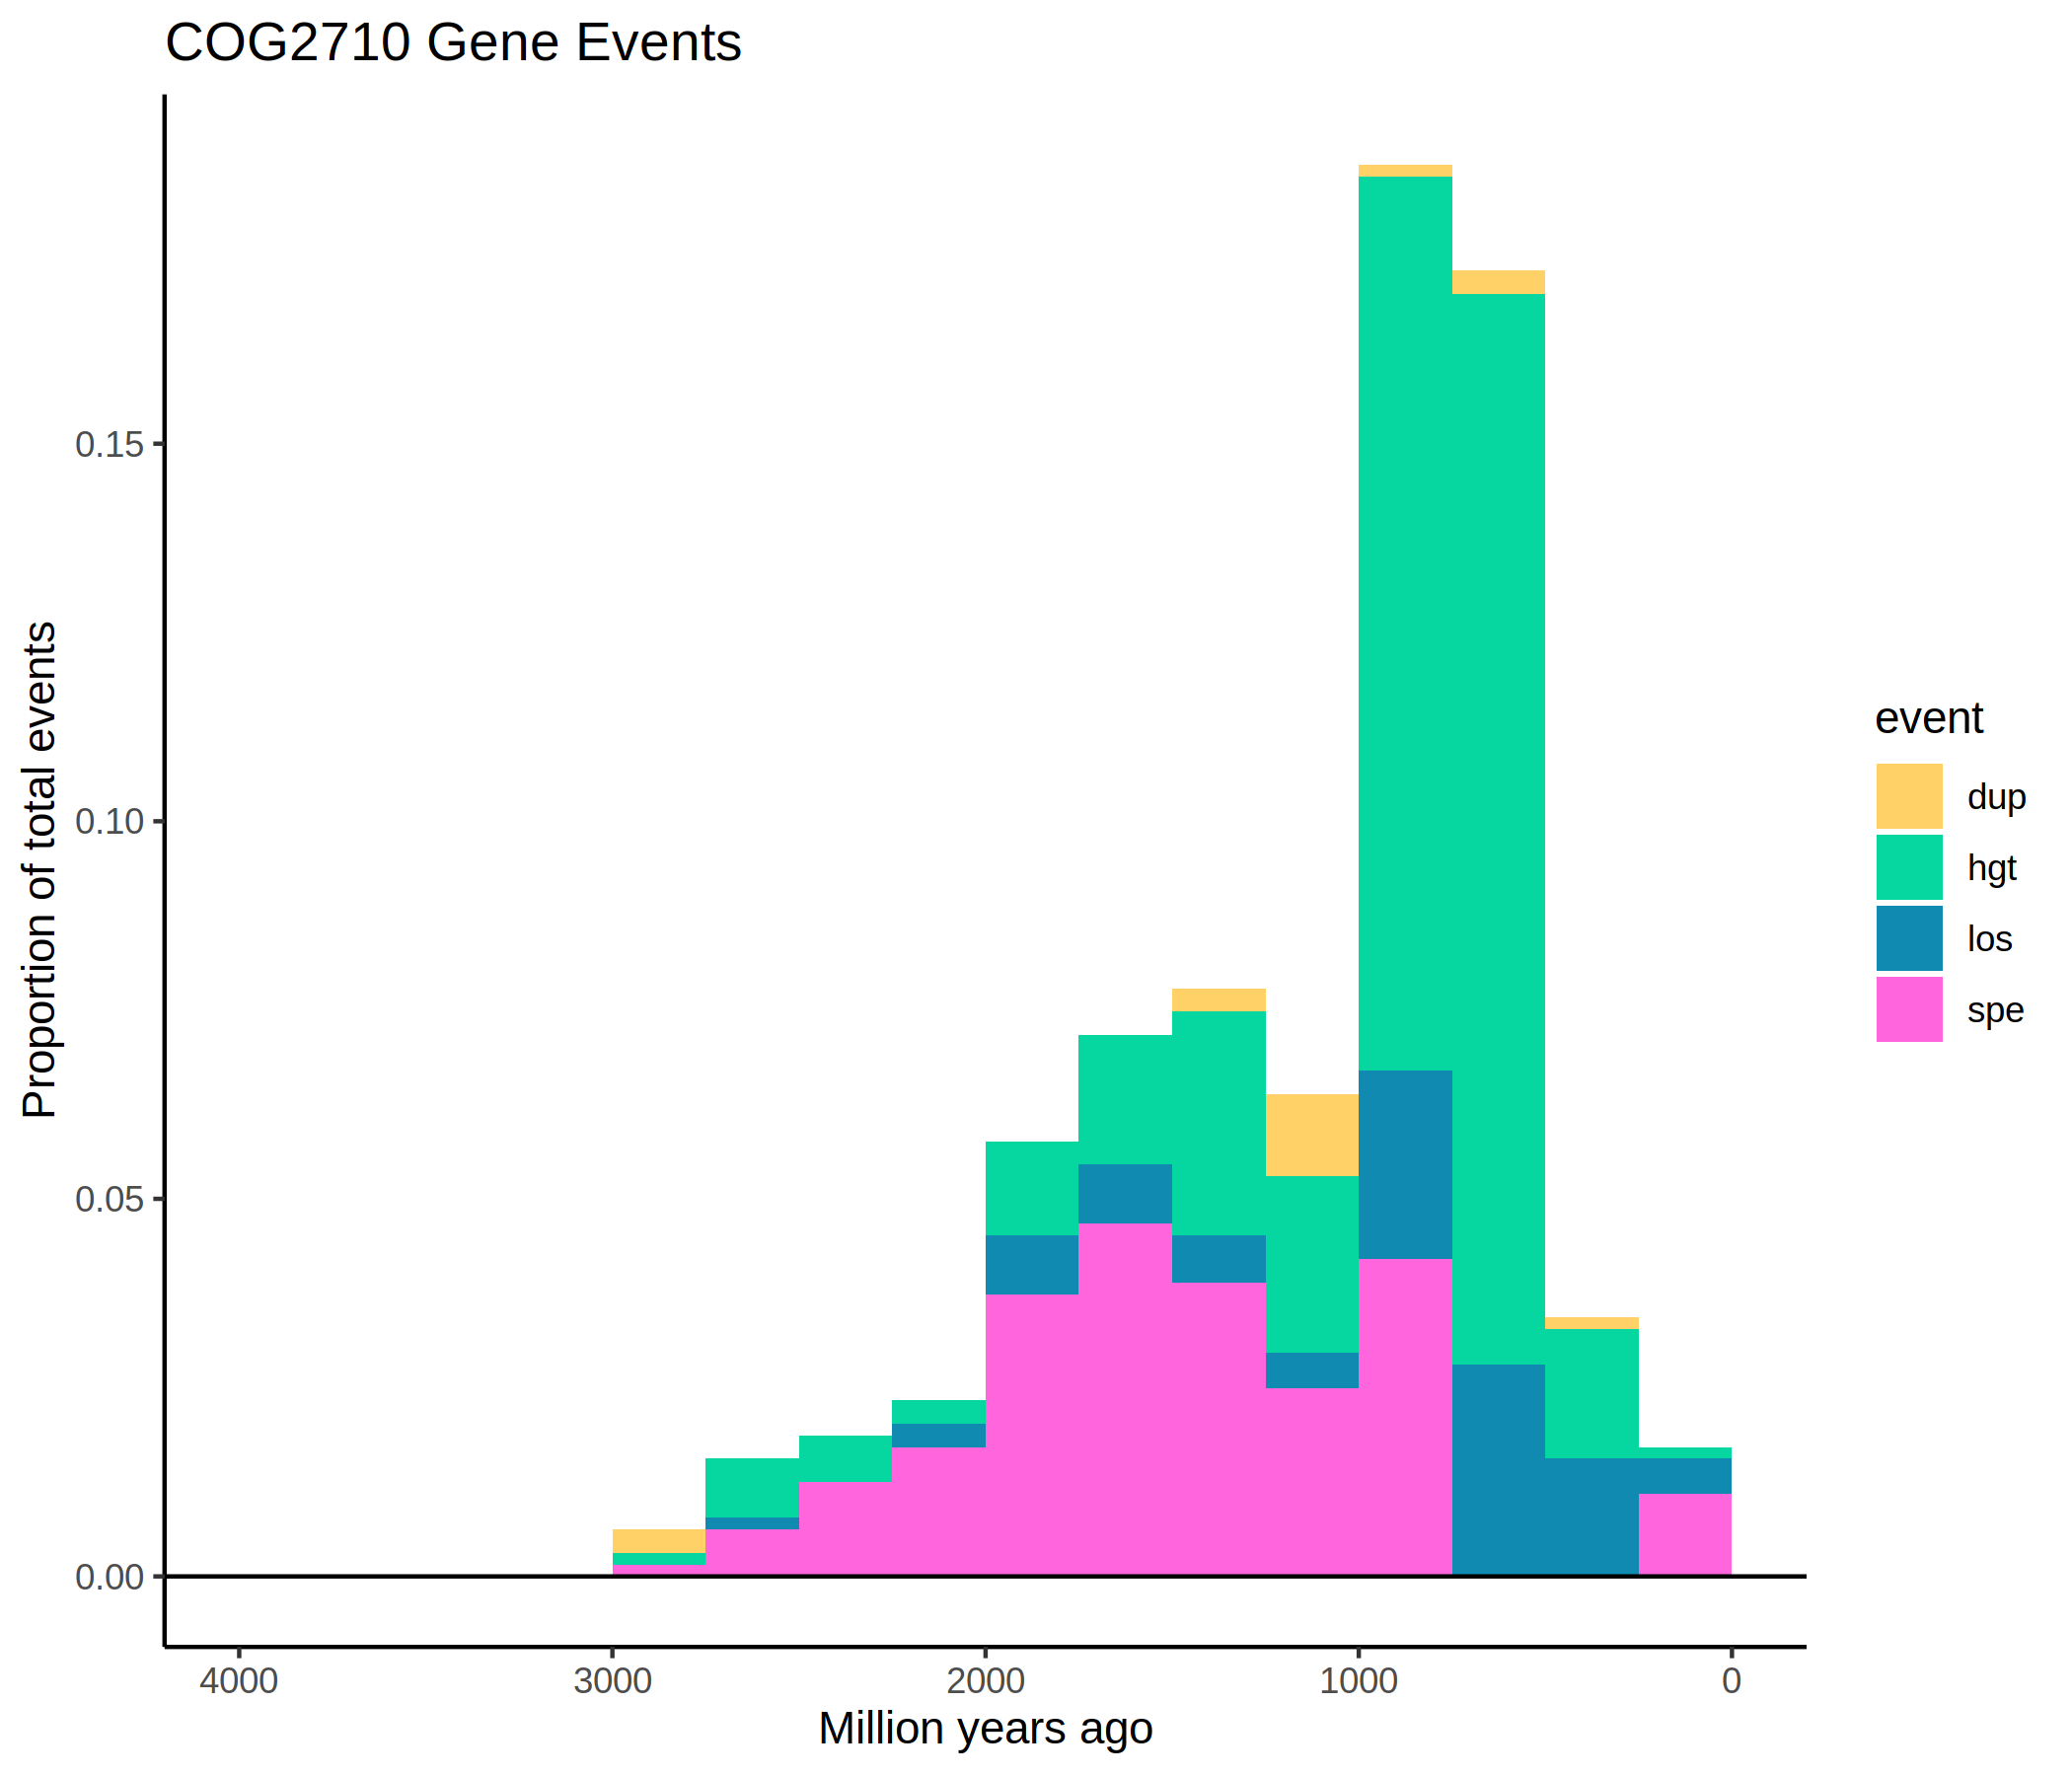 COG2710 Gene Events
Proportion of total events
0.15
0.10
0.05
0.00
4000 3000 2000 1000 0
Million years ago
event
dup
hgt
los
spe